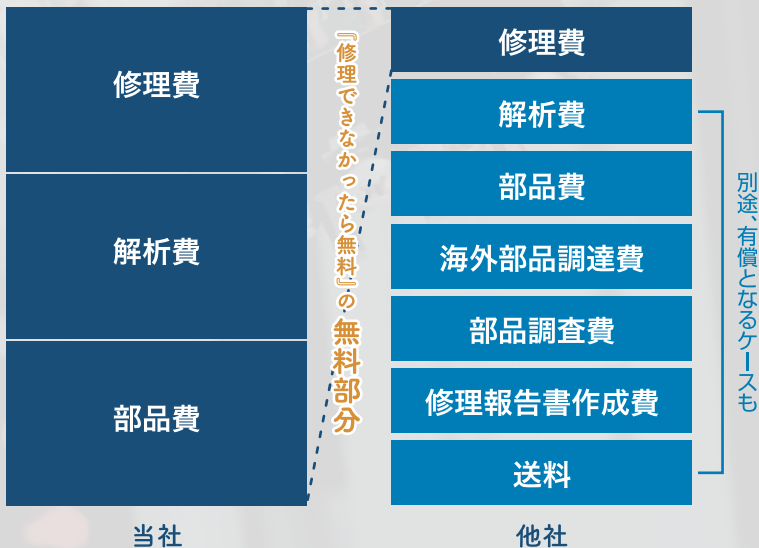 修理費
解析費
部品費
当社
『修理できなかったら無料』の無料部分
修理費
解析費
部品費
海外部品調達費
部品調査費
修理報告書作成費
送料
他社
別途、有償となるケースも